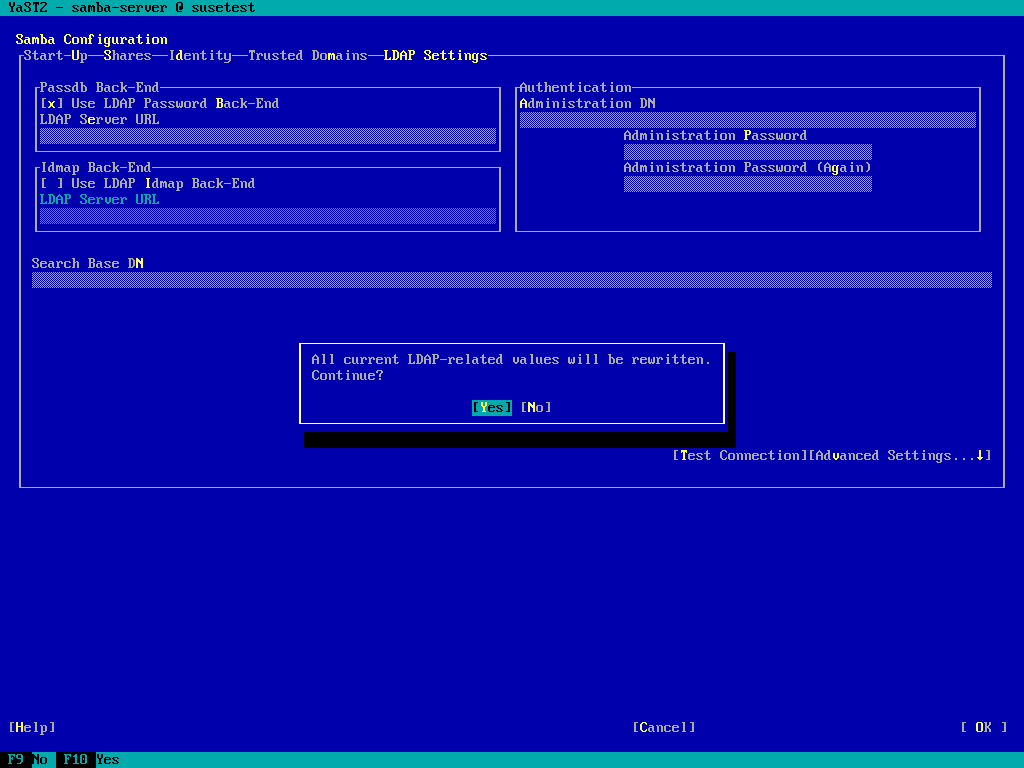 YaST2 - samba-server @ susetest
Samba Configuration
Start-Up Shares Identity Trusted Domains LDAP Settings
Passdb Back-End
[x] Use LDAP Password Back-End
LDAP Server URL
Idmap Back-End
[ ] Use LDAP Idmap Back-End
LDAP Server URL
Authentication
Administration DN
Administration Password
Administration Password (Again)
Search Base DN
All current LDAP-related values will be rewritten.
Continue?
[Yes] [No]
[Test Connection][Advanced Settings...↓]
[Help] [Cancel] [ OK ]
F9 No F10 Yes